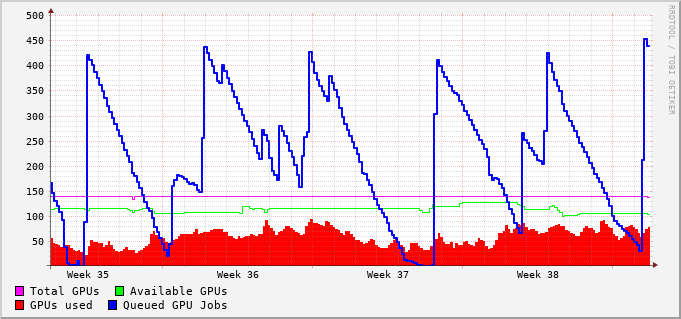 500
450
400
350
300
250
200
150
100
50
Week 35 Week 36 Week 37 Week 38
Total GPUs Available GPUs
GPUs used Queued GPU Jobs
RRDTOOL / TOBI OETIKER